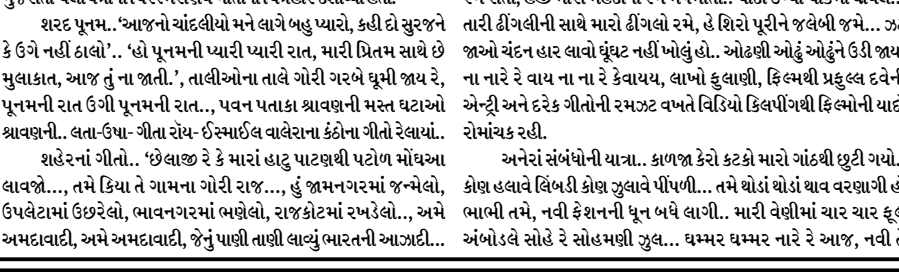 શરદ પૂનમ..‘આજનો ચાંદલીયો મને લાગે બહુ પ્યારો, કહી દો સુરજને
કે ઉગે નહીં ઠાલો’.. ‘હો પૂનમની પ્યારી પ્યારી રાત, મારી પ્રિતમ સાથે છે
મુલાકાત, આજ તું ના જાતી.’, તાલીઓના તાલે ગોરી ગરબે ઘૂમી જાય રે,
પૂનમની રાત ઉગી પૂનમની રાત.., પવન પતાકા શ્રાવણની મસ્ત ઘટાઓ
શ્રાવણની.. લતા-ઉષા- ગીતા રૉય- ઈસ્માઈલ વાલેરાના કંઠોના ગીતો રેલાયાં..
શહેરનાં ગીતો.. ‘છેલાજી રે કે મારાં હાટુ પાટણથી પટોળ મોંઘઆ
લાવજો..., તમે કિયા તે ગામના ગોરી રાજ..., હું જામનગરમાં જન્મેલો,
ઉપલેટામાં ઉછરેલો, ભાવનગરમાં ભણેલો, રાજકોટમાં રખડેલો.., અમે
અમદાવાદી, અમે અમદાવાદી, જેનું પાણી તાણી લાવ્યું ભારતની આઝાદી...
તારી ઢીંગલીની સાથે મારો ઢીંગલો રમે, હે શિરો પૂરીને જલેબી જમે...
જાઓ ચંદન હાર લાવો ઘૂંઘટ નહીં ખોલું હો.. ઓઢણી ઓઢું ઓઢુંને ઉડી જાય
ના નારે રે વાય ના ના રે કેવાયય, લાખો ફુલાણી, ફિલ્મથી પ્રફુલ્લ દવેની
એન્ટ્રી અને દરેક ગીતોની રમઝટ વખતે વિડિયો કિલપીંગથી ફિલ્મોની યાદો
રોમાંચક રહી.
અનેરાં સંબંધોની યાત્રા.. કાળજા કેરો કટકો મારો ગાંઠથી છુટી ગયો.
કોણ હલાવે લિંબડી કોણ ઝુલાવે પીંપળી... તમે થોડાં થોડાં થાવ વરણાગી
ભાભી તમે, નવી ફેશનની ધૂન બધે લાગી.. મારી વેણીમાં ચાર ચાર ફૂલ
અંબોડલે સોહે રે સોહમણી ઝુલ... ઘમ્મર ઘમ્મર નારે રે આજ, નવી